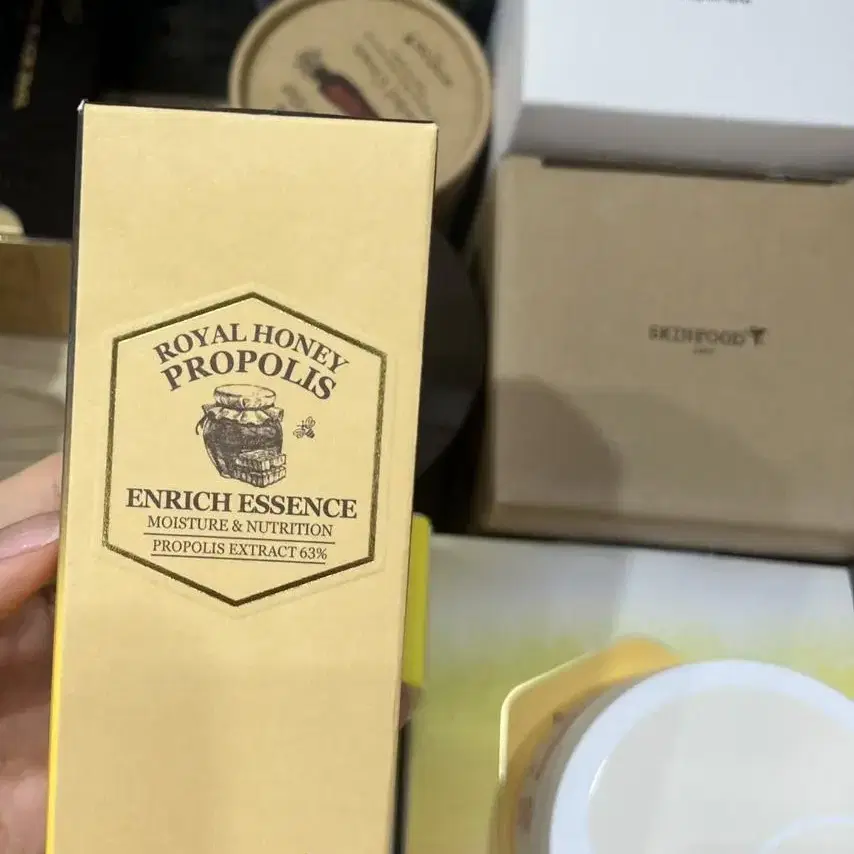 ROYAL HONEY
PROPOLIS
ENRICH ESSENCE
MOISTURE & NUTRITION
PROPOLIS EXTRACT 63%
SKINFOOD